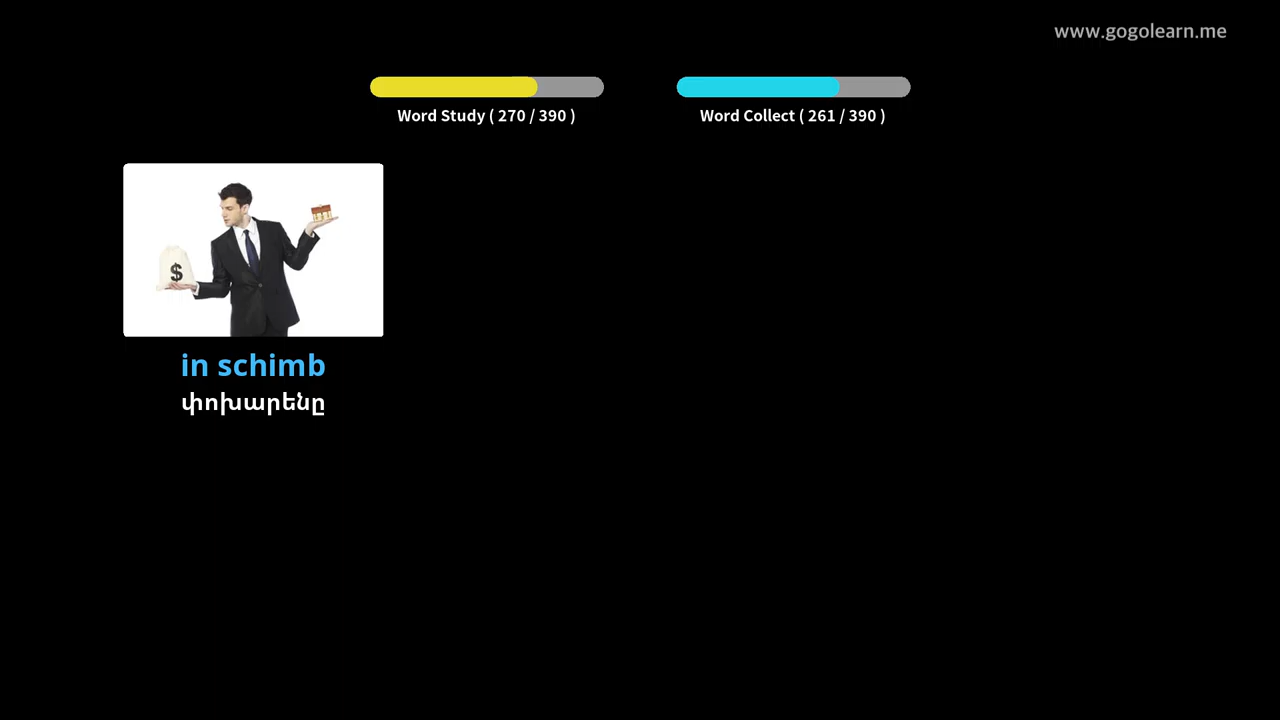 www.gogolearn.me
Word Study ( 270 / 390 )
Word Collect ( 261 / 390 )
$
in schimb
փոխարենը